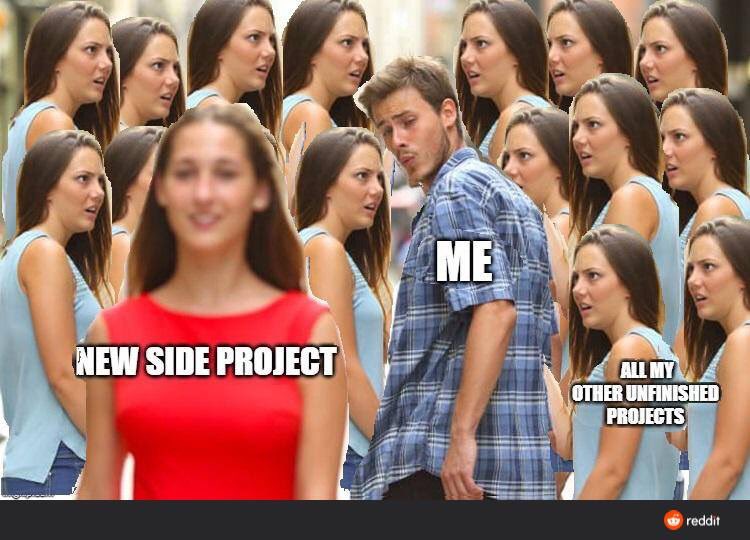 ME
NEW SIDE PROJECT
ALL MY
OTHER UNFINISHED
PROJECTS
reddit